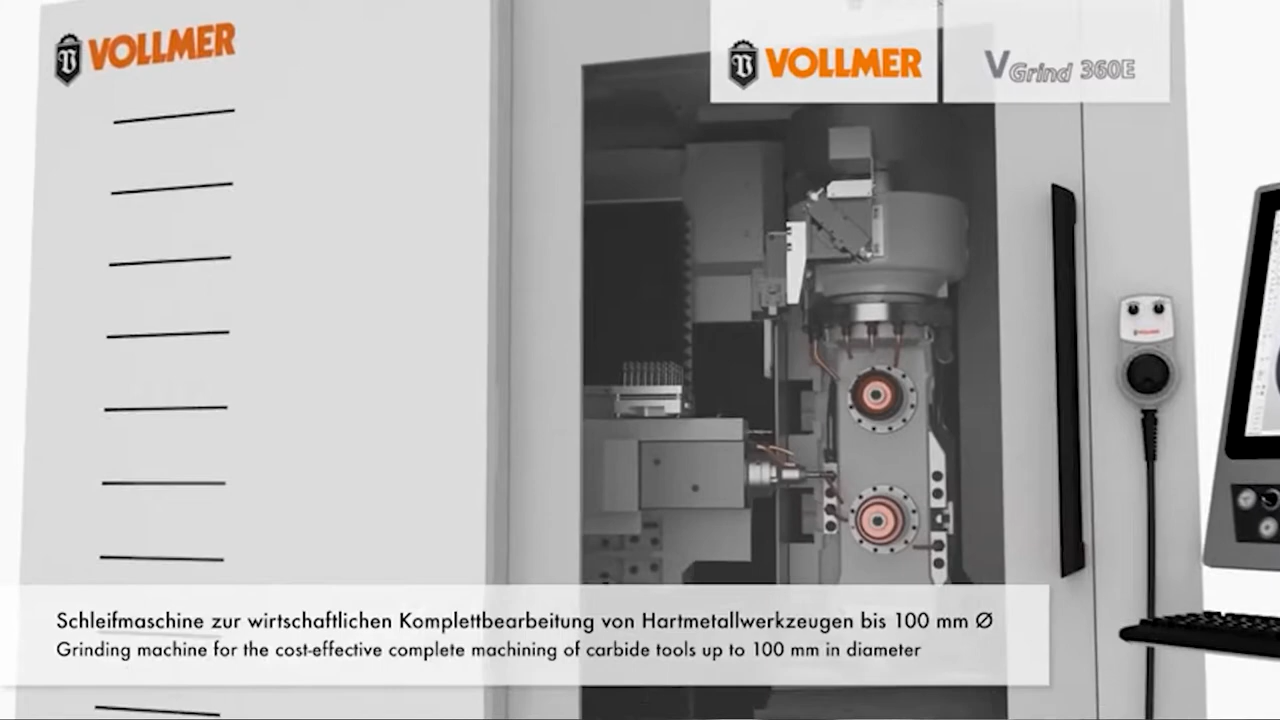 VOLLMER
VOLLMER
VGrind 360E
VOLLMER
Schleifmaschine zur wirtschaftlichen Komplettbearbeitung von Hartmetallwerkzeugen bis 100 mm Ø
Grinding machine for the cost-effective complete machining of carbide tools up to 100 mm in diameter